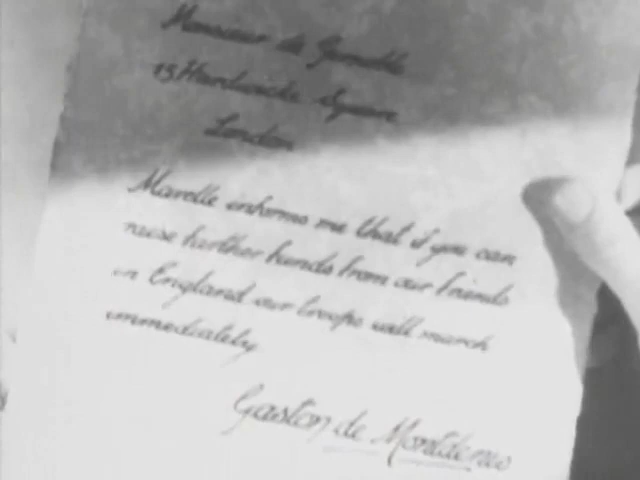 Monsieur de
15 Square
London
Marelle informs me that if you can
raise further funds from our friends
in England our troops will march
immediately
Gaston de